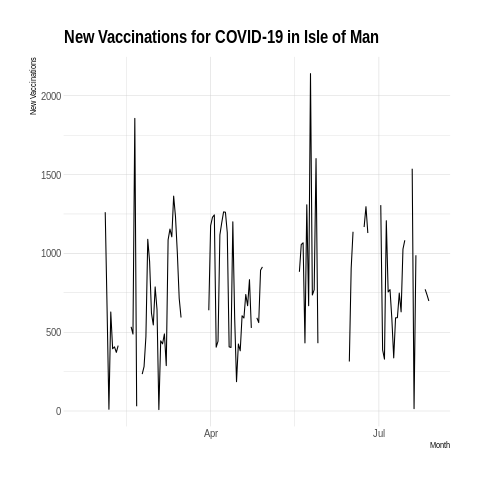 New Vaccinations for COVID-19 in Isle of Man
New Vaccinations
2000
1500
1000
500
0
Apr
Jul
Month